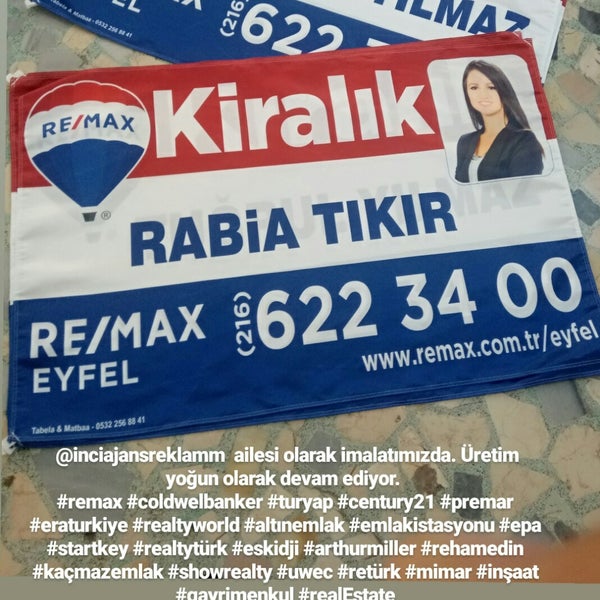 YILMAZ
622 3
RE/MAX
Kiralık
RABiA TIKIR
RE/MAX
EYFEL
(216) 622 34 00
www.remax.com.tr/eyfel
Tabela & Matbaa - 0532 256 88 41
@inciajansreklamm ailesi olarak imalatımızda. Üretim
yoğun olarak devam ediyor.
#remax #coldwelbanker #turyap #century21 #premar
#eraturkiye #realtyworld #altınemlak #emlakistasyonu #epa
#startkey #realtytürk #eskidji #arthurmiller #rehamedin
#kaçmazemlak #showrealty #uwec #retürk #mimar #inşaat
#gayrimenkul #realEstate